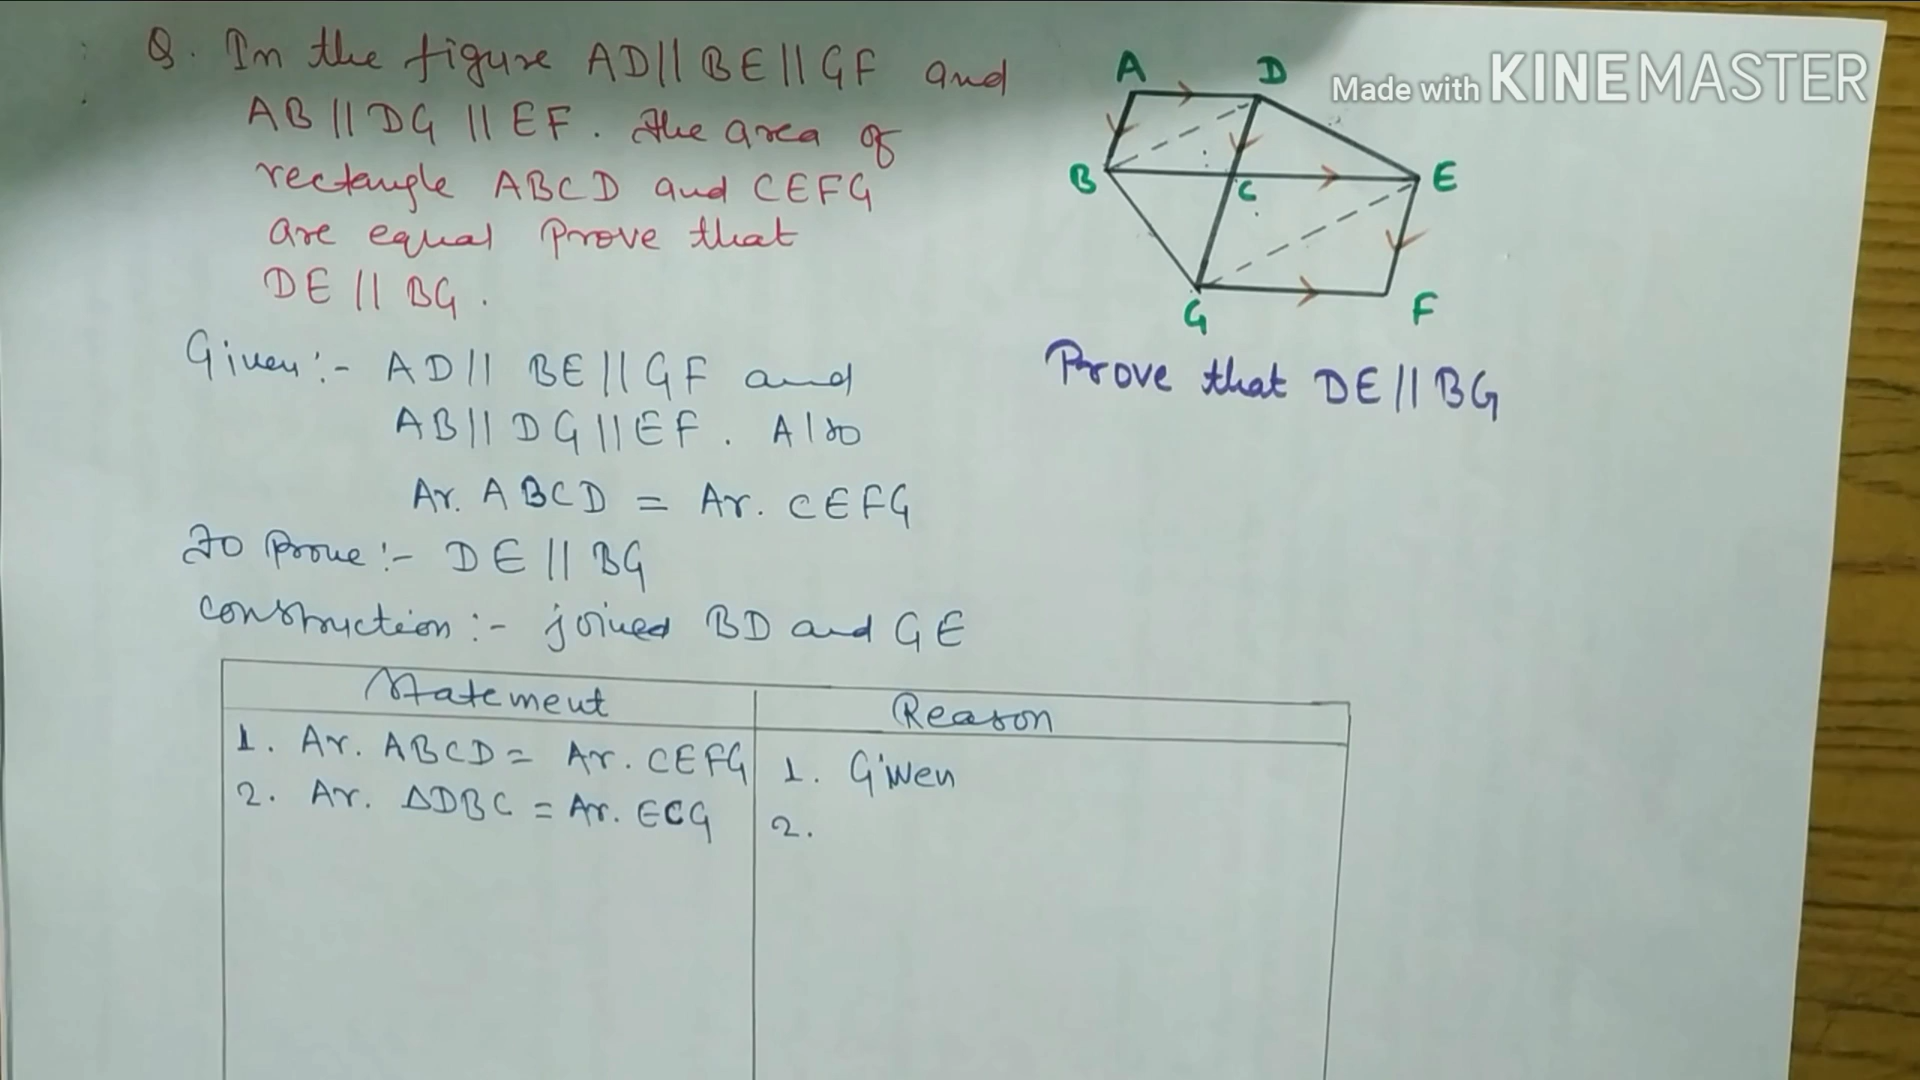 Q. In the figure AD||BE||GF and
AB||DG||EF. The area of
rectangle ABCD and CEFG
are equal Prove that
DE||BG.
A
D
B
C
E
G
F
Made with KINEMASTER
Prove that DE||BG
Given:- AD|| BE||GF and
AB||DG||EF. Also
Ar. ABCD = Ar. CEFG
To Prove:- DE||BG
Construction:- joined BD and GE
Statement
Reason
1. Ar. ABCD = Ar. CEFG
1. Given
2. Ar. ΔDBC = Ar. ECG
2.